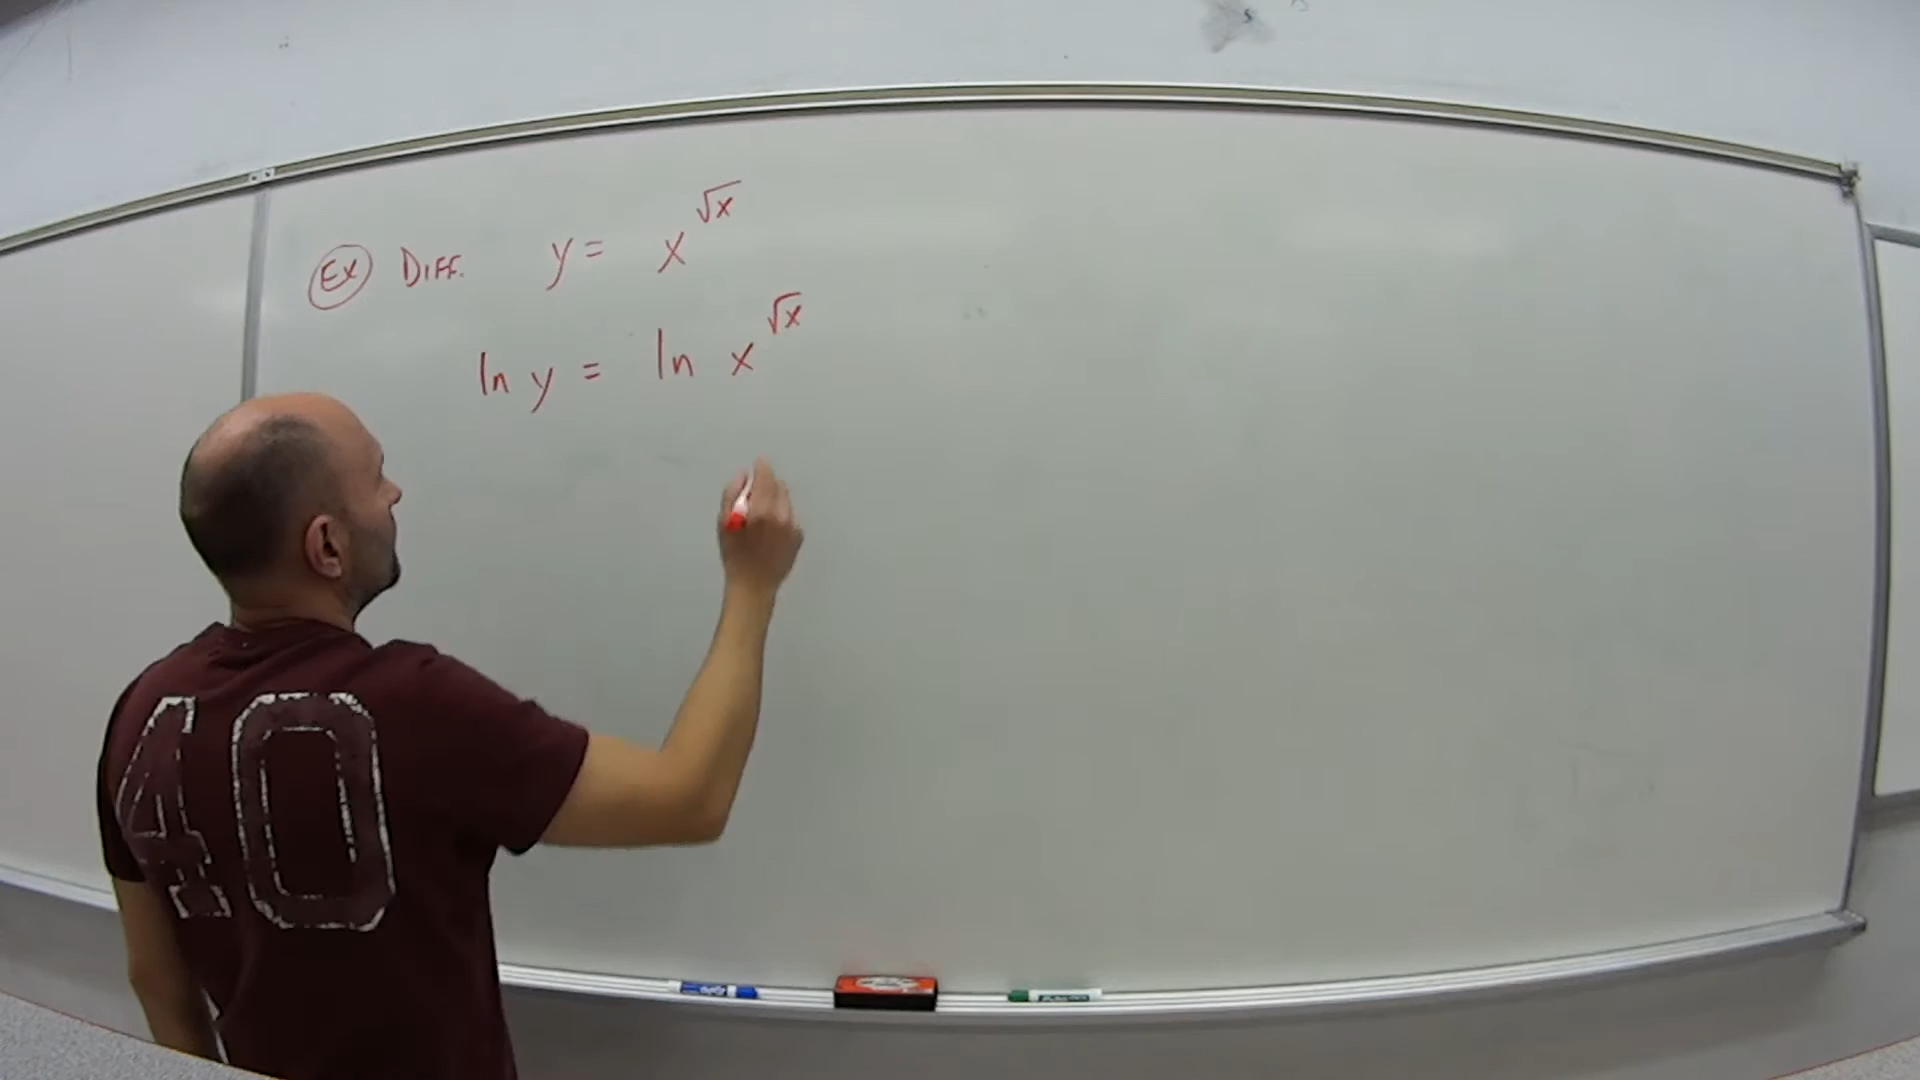 Ex Diff. y = x^√x
ln y = ln x^√x
40